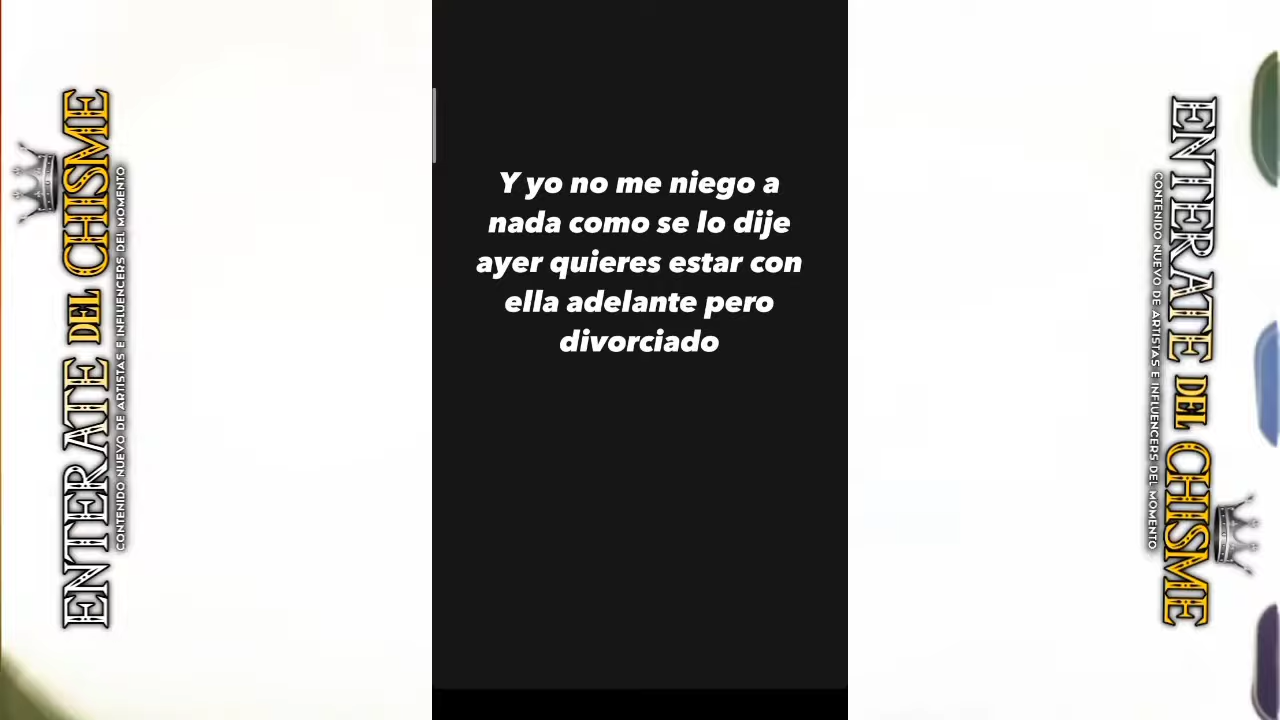 ENTERATE DEL CHISME
CONTENIDO NUEVO DE ARTISTAS E INFLUENCERS DEL MOMENTO
Y yo no me niego a
nada como se lo dije
ayer quieres estar con
ella adelante pero
divorciado
ENTERATE DEL CHISME
CONTENIDO NUEVO DE ARTISTAS E INFLUENCERS DEL MOMENTO